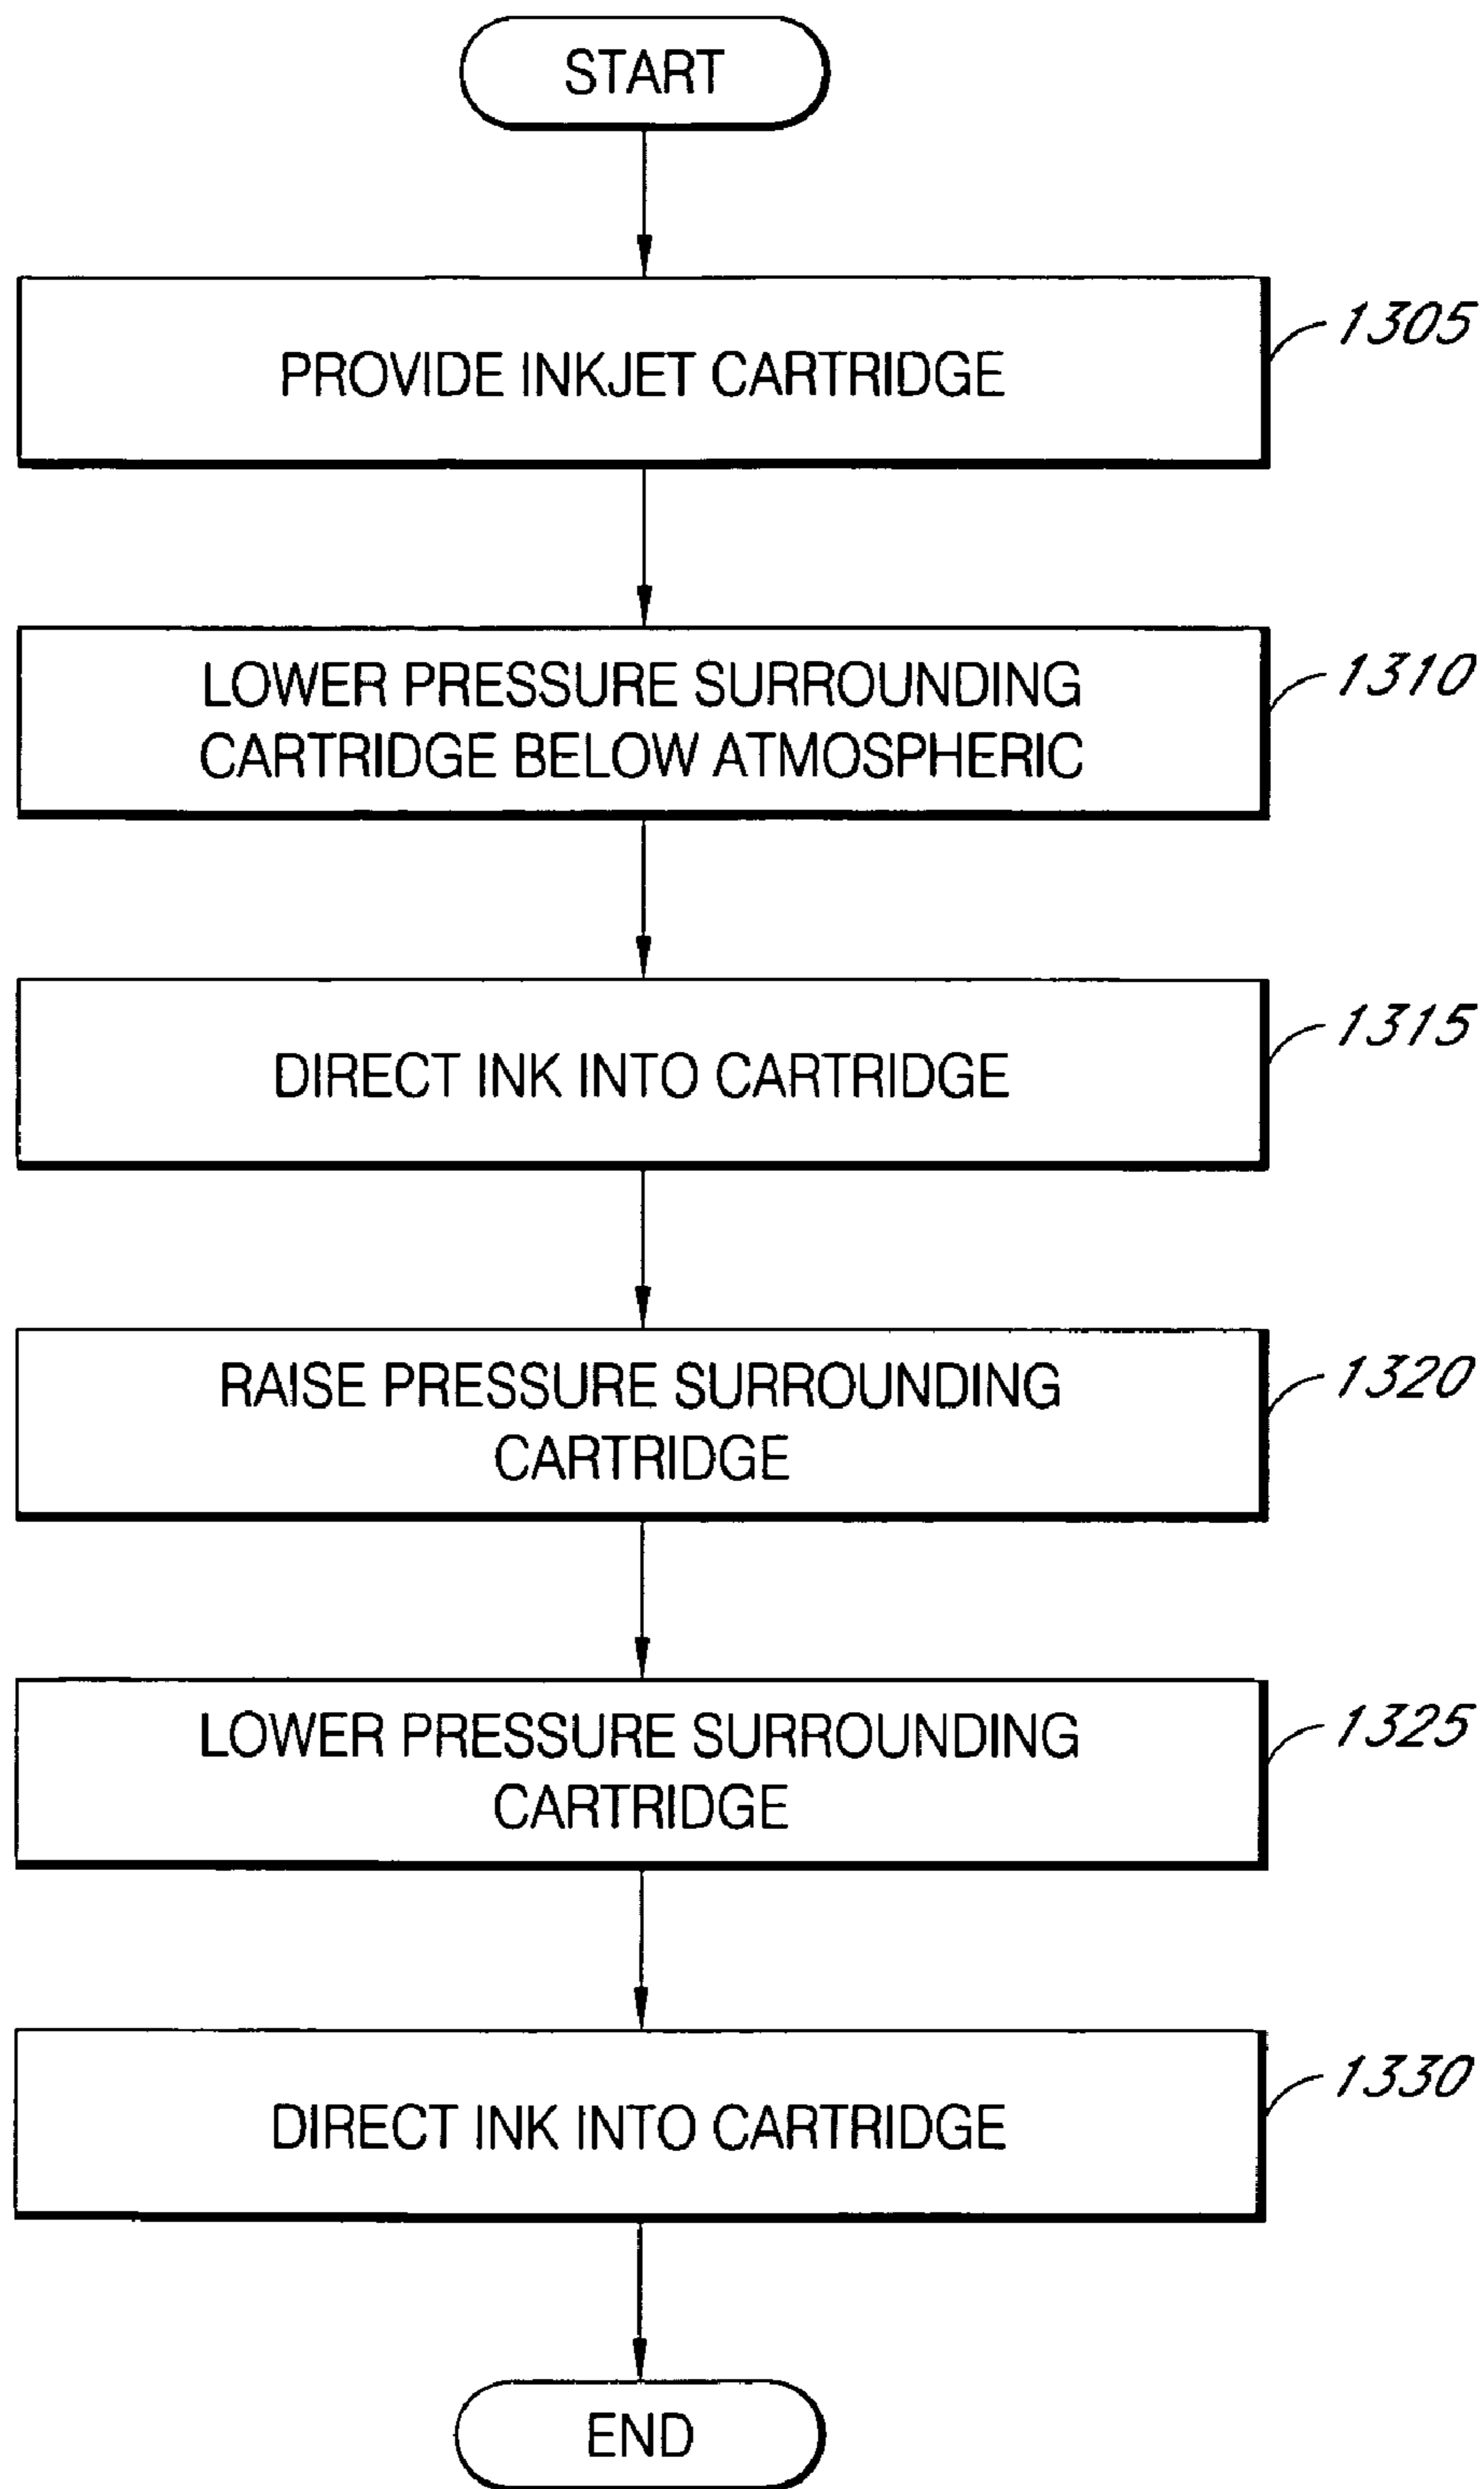 START
PROVIDE INKJET CARTRIDGE
1305
LOWER PRESSURE SURROUNDING
CARTRIDGE BELOW ATMOSPHERIC
1310
DIRECT INK INTO CARTRIDGE
1315
RAISE PRESSURE SURROUNDING
CARTRIDGE
1320
LOWER PRESSURE SURROUNDING
CARTRIDGE
1325
DIRECT INK INTO CARTRIDGE
1330
END